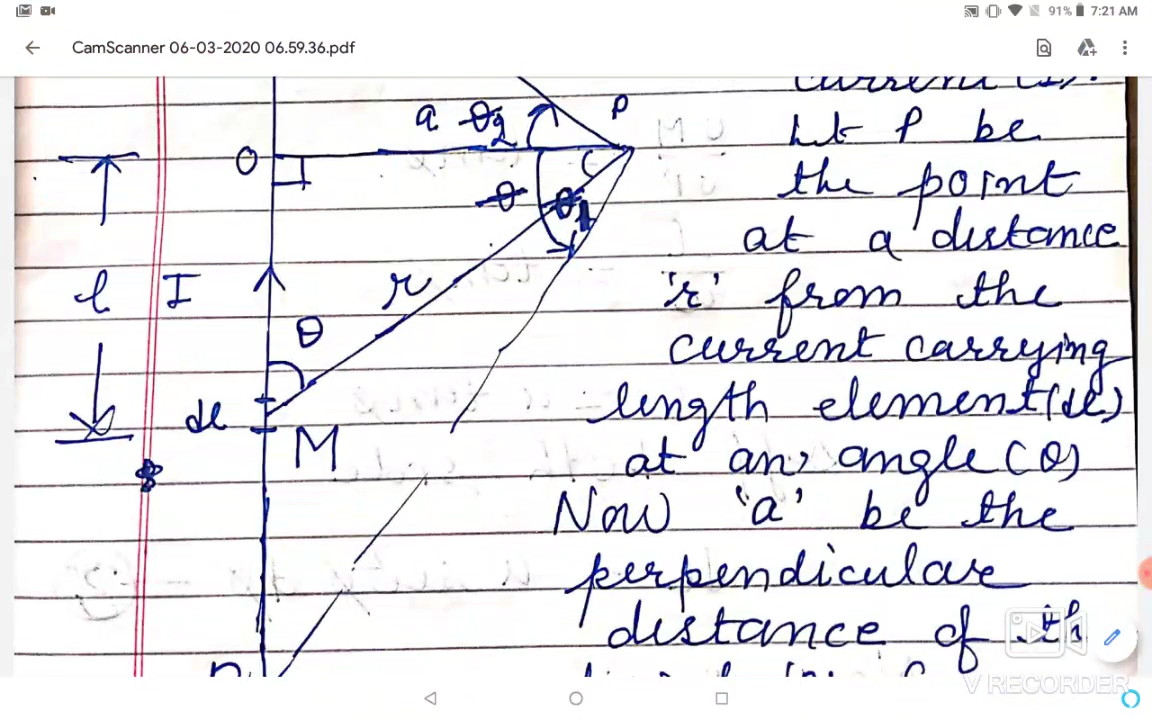 91% 7:21 AM
CamScanner 06-03-2020 06.59.36.pdf
current (I).
a θ2 P
Let P be
O
the point
θ θ1
at a distance
l I r
'r' from the
θ
current carrying
dl
length element (dl)
M
at an, angle (θ)
Now 'a' be the
perpendicular
distance of th
V RECORDER